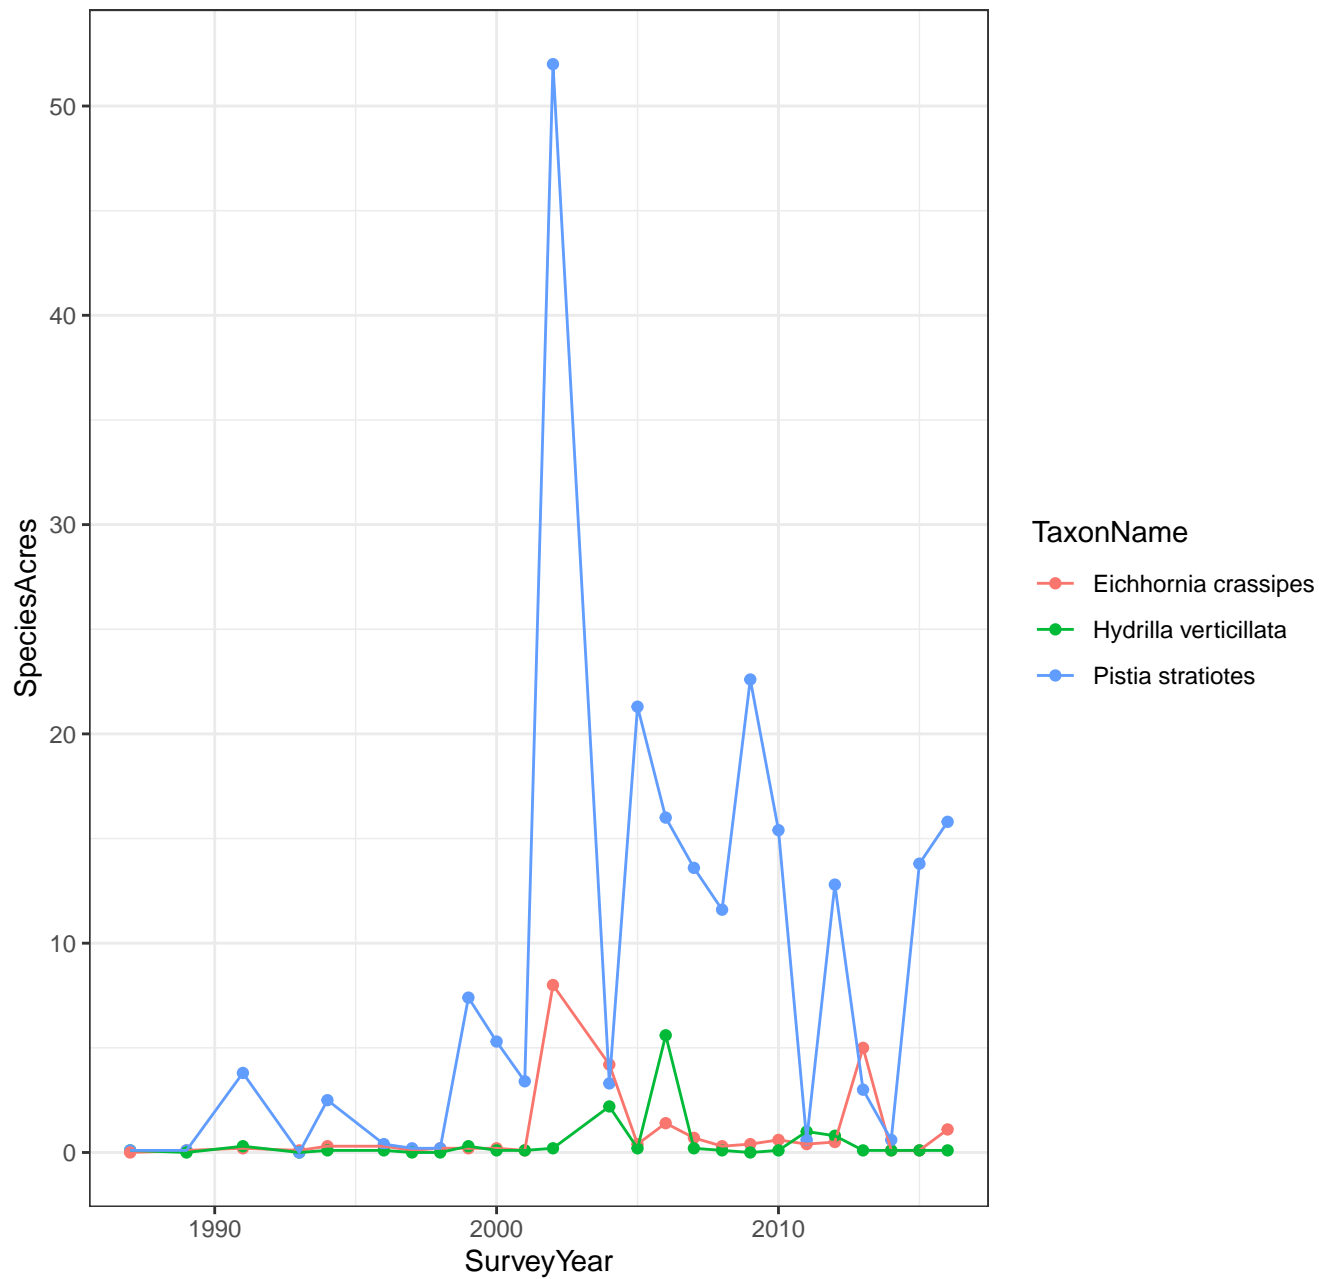 50
40
30
20
10
0
SpeciesAcres
1990
2000
2010
SurveyYear
TaxonName
Eichhornia crassipes
Hydrilla verticillata
Pistia stratiotes